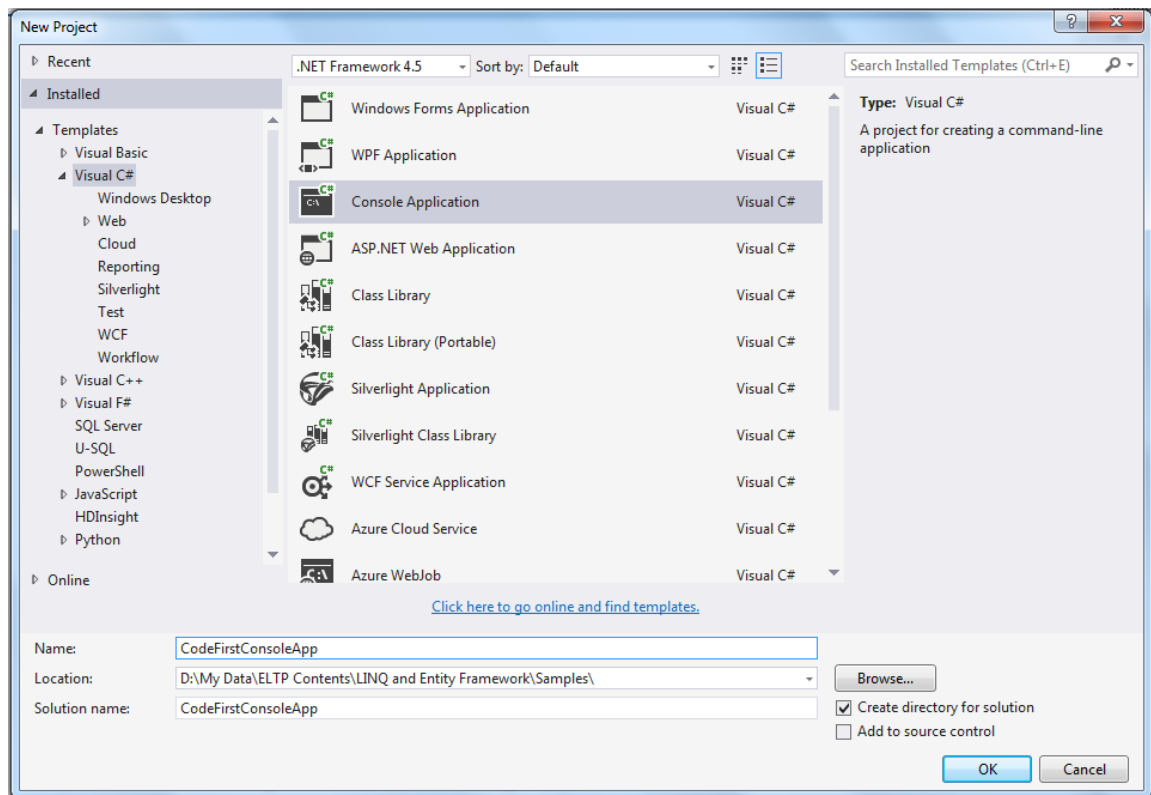 New Project
Recent
Installed
Templates
Visual Basic
Visual C#
Windows Desktop
Web
Cloud
Reporting
Silverlight
Test
WCF
Workflow
Visual C++
Visual F#
SQL Server
U-SQL
PowerShell
JavaScript
HDInsight
Python
Online
.NET Framework 4.5 Sort by: Default
Windows Forms Application Visual C#
WPF Application Visual C#
Console Application Visual C#
ASP.NET Web Application Visual C#
Class Library Visual C#
Class Library (Portable) Visual C#
Silverlight Application Visual C#
Silverlight Class Library Visual C#
WCF Service Application Visual C#
Azure Cloud Service Visual C#
Azure WebJob Visual C#
Click here to go online and find templates.
Search Installed Templates (Ctrl+E)
Type: Visual C#
A project for creating a command-line
application
Name: CodeFirstConsoleApp
Location: D:\My Data\ELTP Contents\LINQ and Entity Framework\Samples\
Browse...
Solution name: CodeFirstConsoleApp
Create directory for solution
Add to source control
OK Cancel